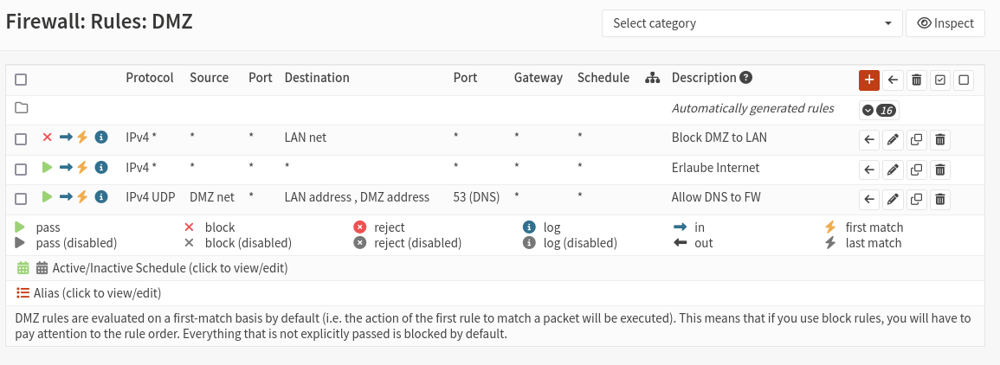 Firewall: Rules: DMZ
Select category
Inspect
Protocol Source Port Destination Port Gateway Schedule Description
Automatically generated rules 16
IPv4 * * * LAN net * * * Block DMZ to LAN
IPv4 * * * * * * * Erlaube Internet
IPv4 UDP DMZ net * LAN address , DMZ address 53 (DNS) * * Allow DNS to FW
pass block reject log in first match
pass (disabled) block (disabled) reject (disabled) log (disabled) out last match
Active/Inactive Schedule (click to view/edit)
Alias (click to view/edit)
DMZ rules are evaluated on a first-match basis by default (i.e. the action of the first rule to match a packet will be executed). This means that if you use block rules, you will have to
pay attention to the rule order. Everything that is not explicitly passed is blocked by default.